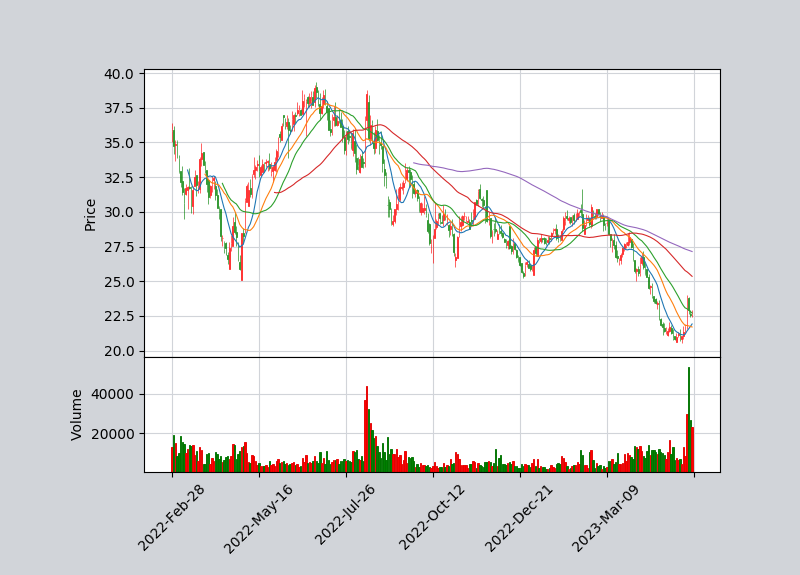 40.0
37.5
35.0
32.5
30.0
27.5
25.0
22.5
20.0
Price
40000
20000
Volume
2022-Feb-28
2022-May-16
2022-Jul-26
2022-Oct-12
2022-Dec-21
2023-Mar-09